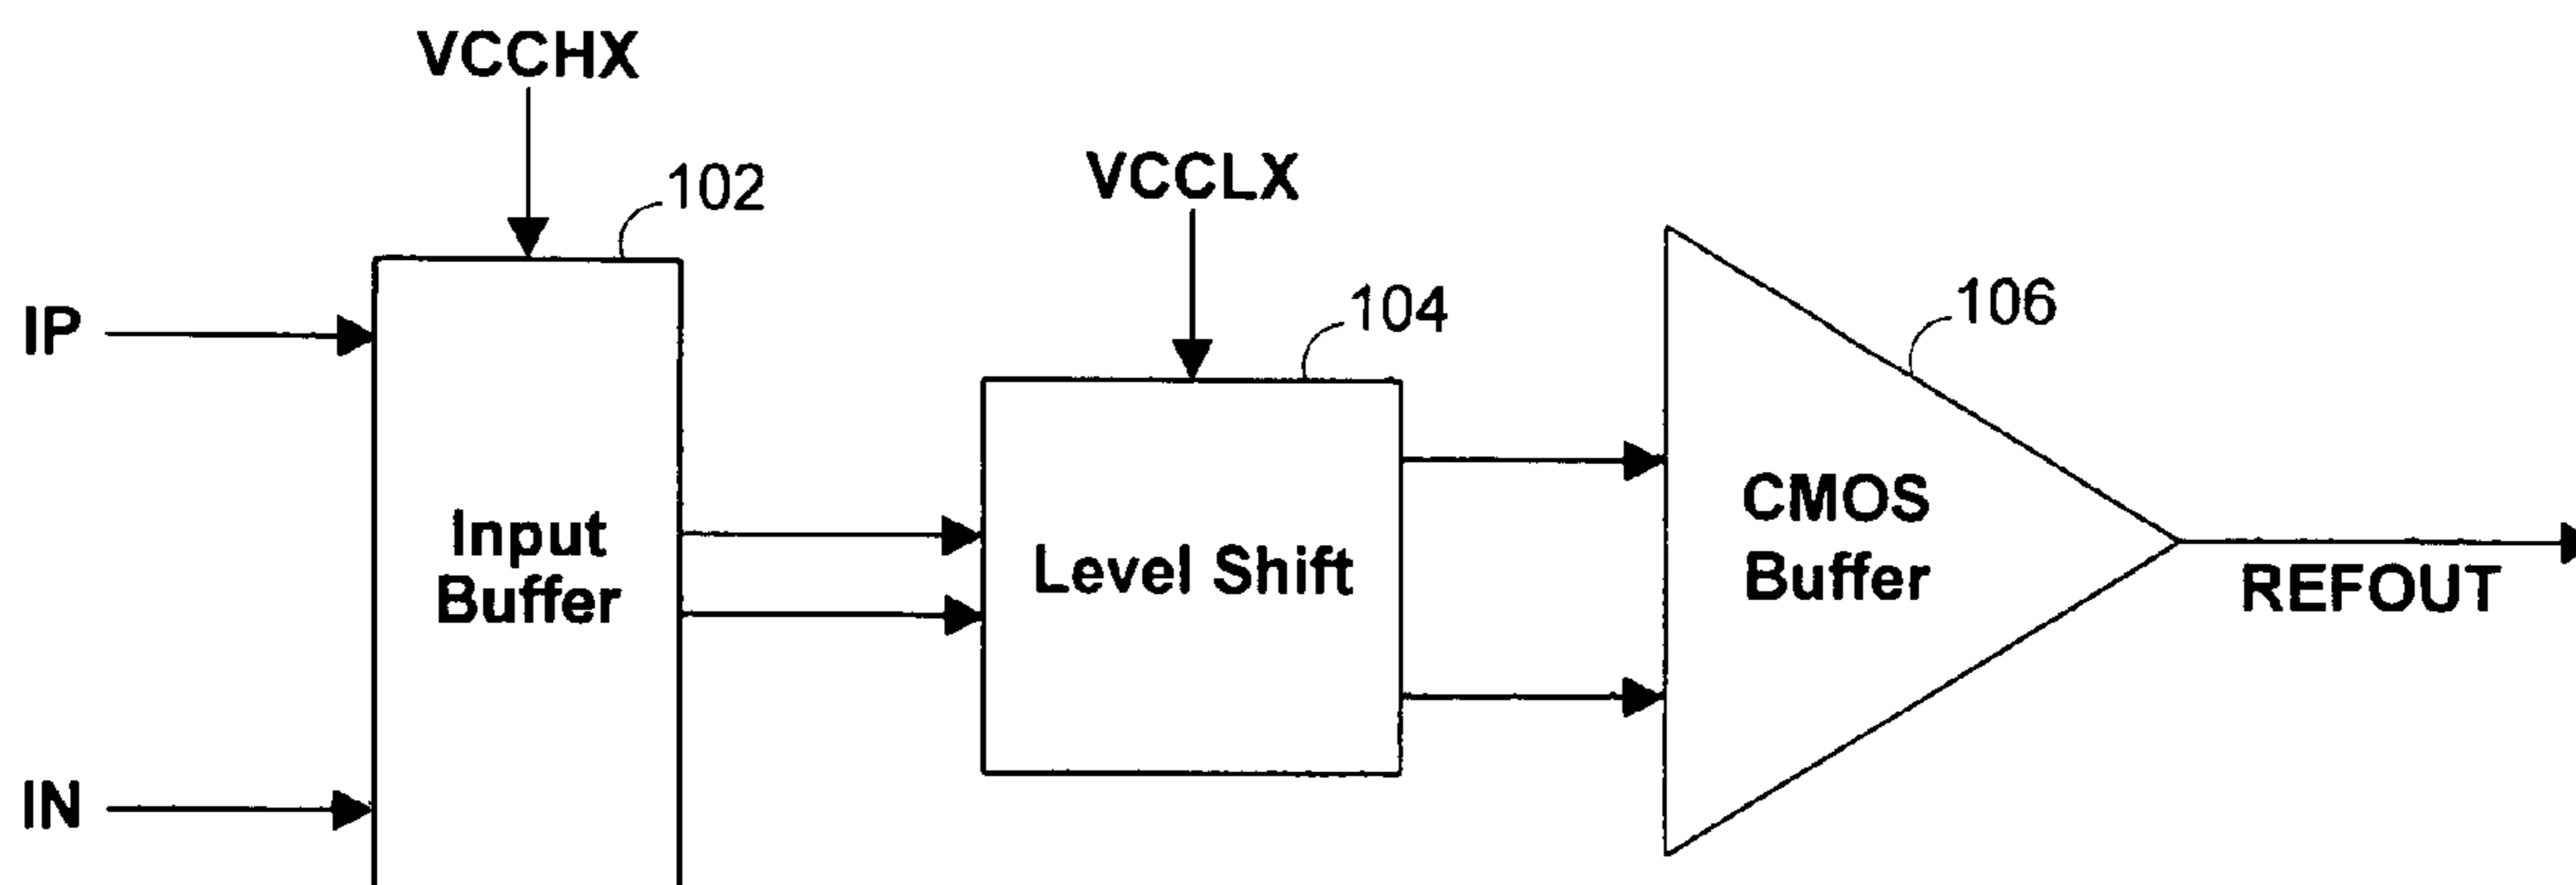 VCCHX
102
VCCLX
104
106
IP
IN
Input
Buffer
Level Shift
CMOS
Buffer
REFOUT